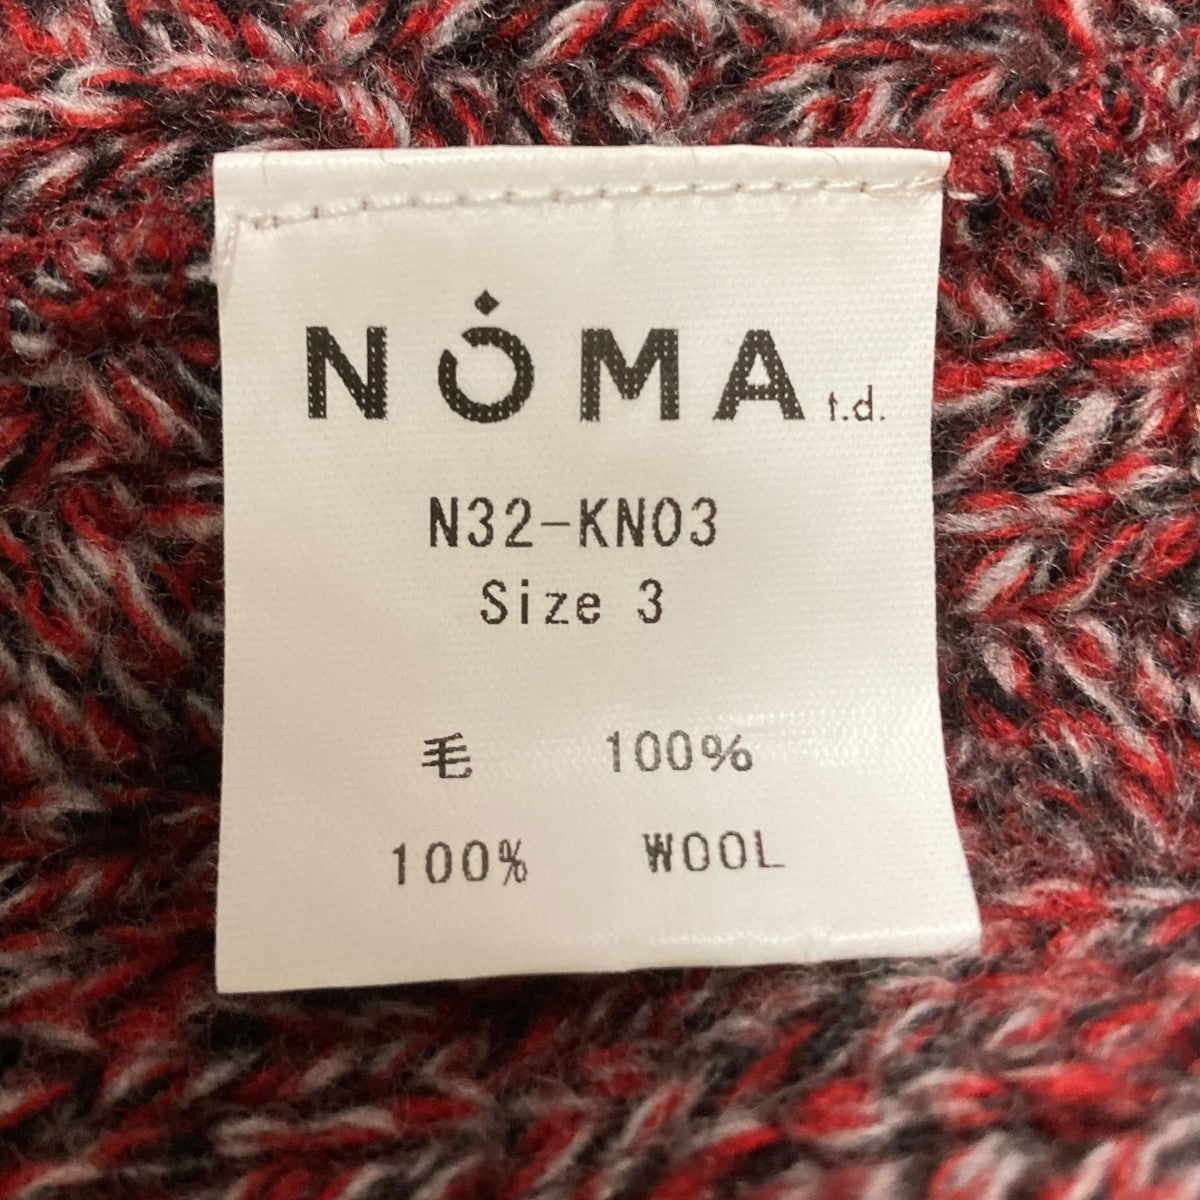 NOMA t.d.
N32-KN03
Size 3
毛 100%
100% WOOL